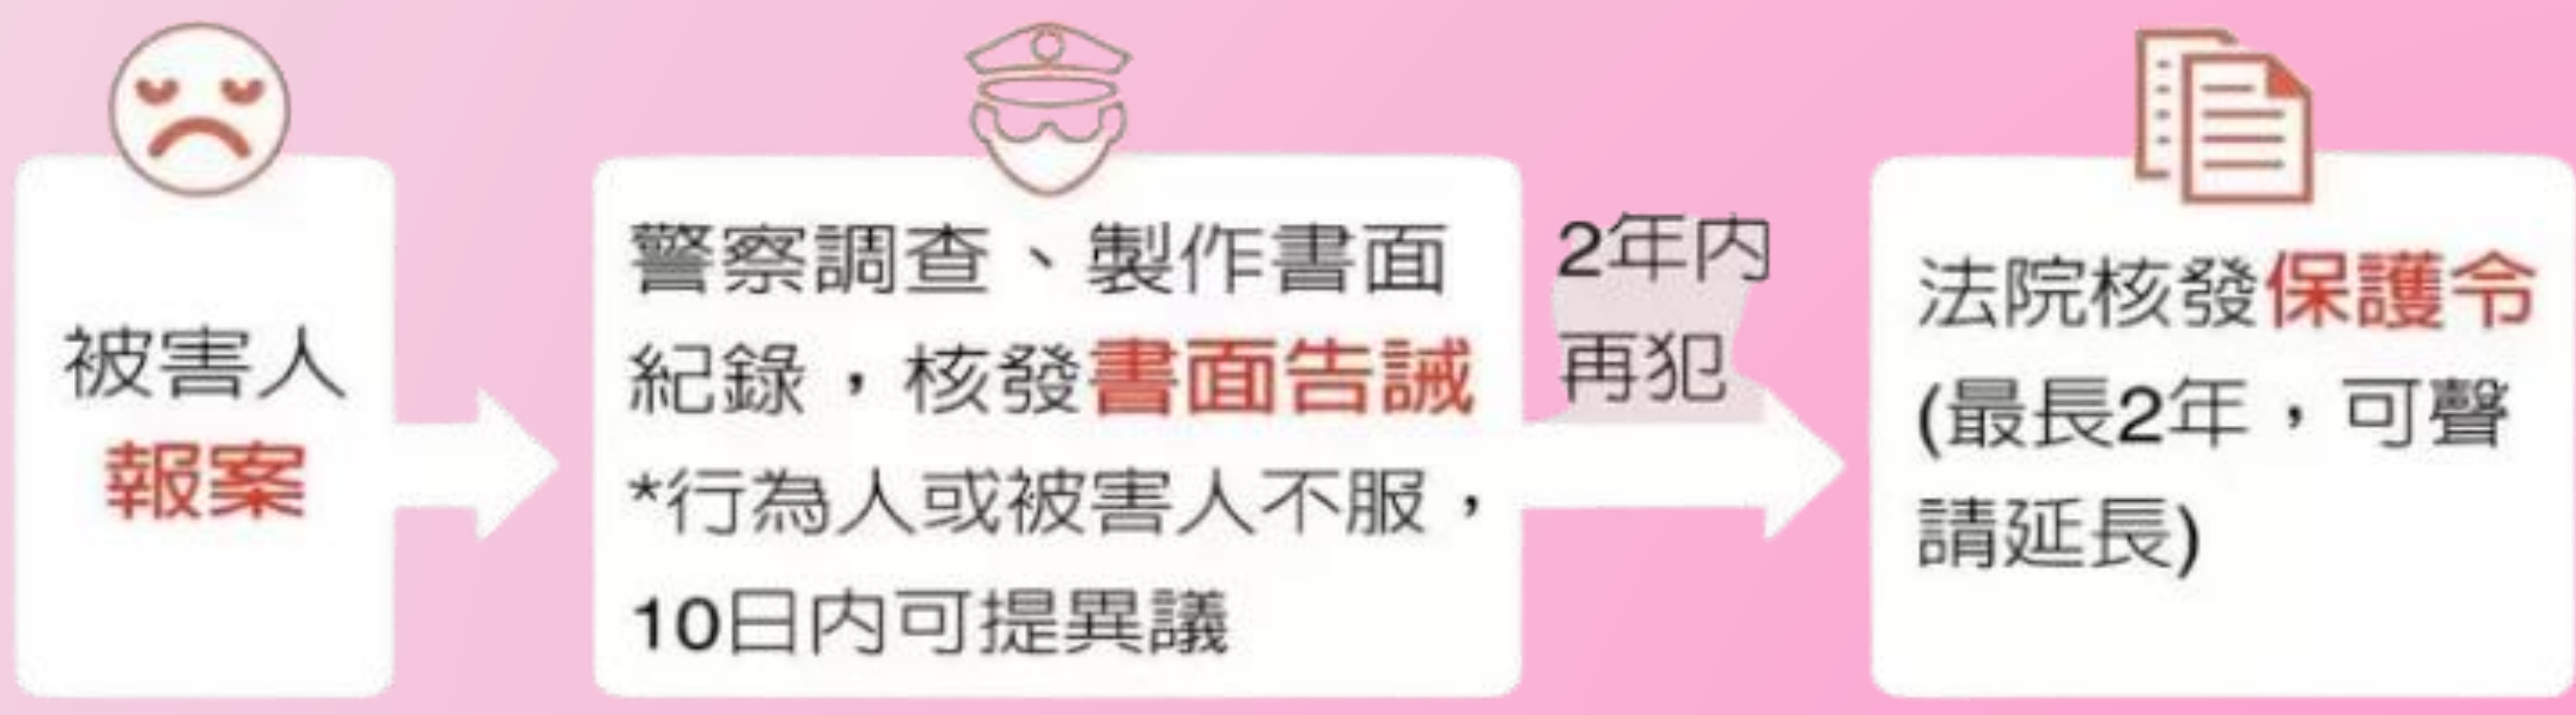 被害人
報案
警察調查、製作書面
紀錄，核發書面告誡
*行為人或被害人不服，
10日內可提異議
2年內
再犯
法院核發保護令
(最長2年，可聲
請延長)